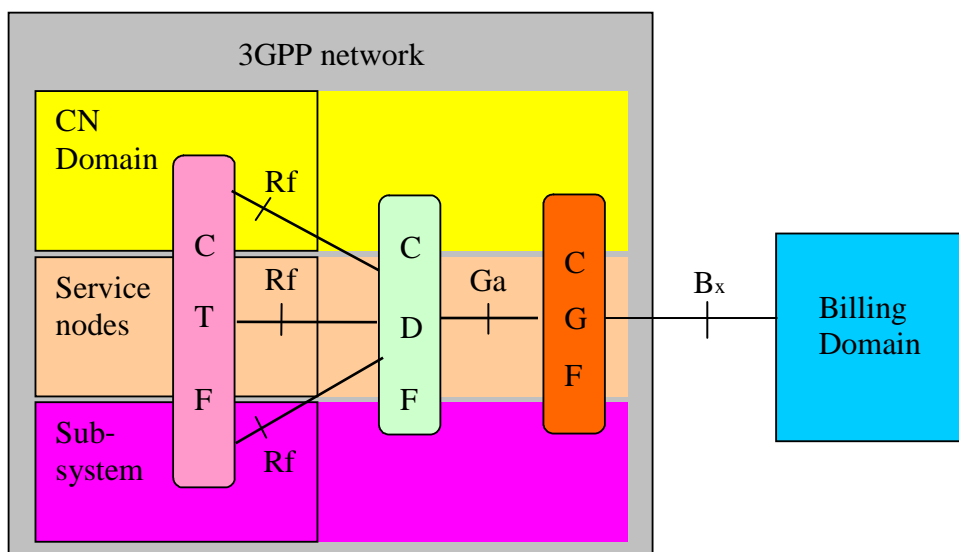 3GPP network
CN
Domain
Rf
C
T
F
Service
nodes
Rf
Sub-
system
Rf
C
D
F
Ga
C
G
F
Bx
Billing
Domain